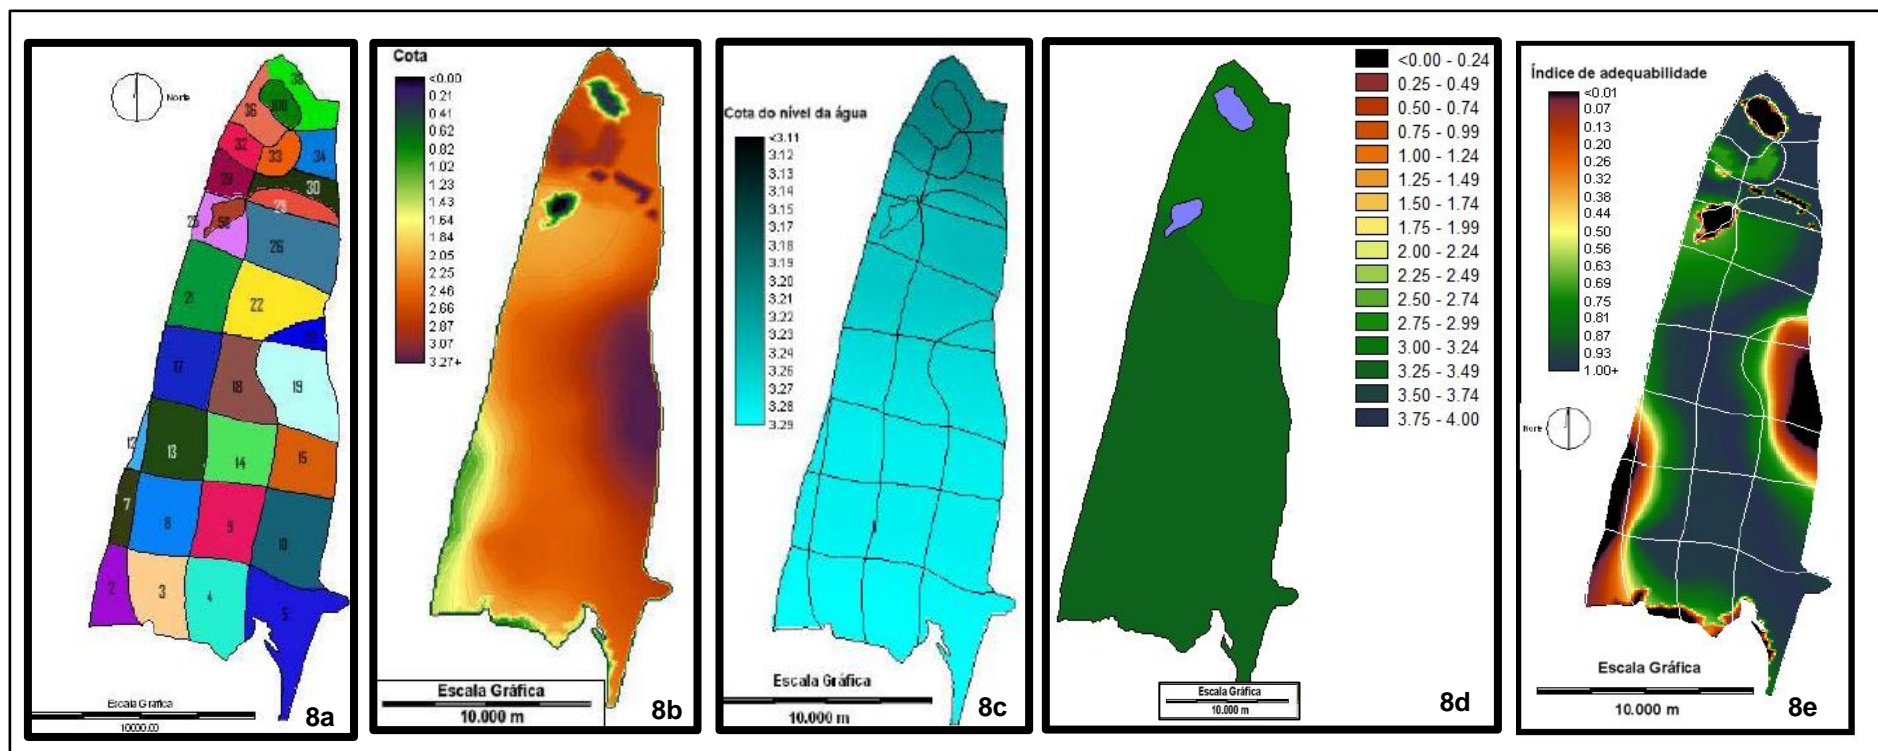 Norte
38
36
100
32
33
34
28
30
29
25
50
26
21
22
17
18
19
12
13
14
15
7
8
9
10
2
3
4
5
Escala Gráfica
10000.00
8a
Cota
<0.00
0.21
0.41
0.62
0.82
1.02
1.23
1.43
1.64
1.84
2.05
2.25
2.46
2.66
2.87
3.07
3.27+
Escala Gráfica
10.000 m
8b
Cota do nível da água
<3.11
3.12
3.13
3.14
3.15
3.17
3.18
3.19
3.20
3.21
3.22
3.23
3.24
3.26
3.27
3.28
3.29
Escala Gráfica
10.000 m
8c
<0.00 - 0.24
0.25 - 0.49
0.50 - 0.74
0.75 - 0.99
1.00 - 1.24
1.25 - 1.49
1.50 - 1.74
1.75 - 1.99
2.00 - 2.24
2.25 - 2.49
2.50 - 2.74
2.75 - 2.99
3.00 - 3.24
3.25 - 3.49
3.50 - 3.74
3.75 - 4.00
Escala Gráfica
10.000 m
8d
Índice de adequabilidade
<0.01
0.07
0.13
0.20
0.26
0.32
0.38
0.44
0.50
0.56
0.63
0.69
0.75
0.81
0.87
0.93
1.00+
Norte
Escala Gráfica
10.000 m
8e